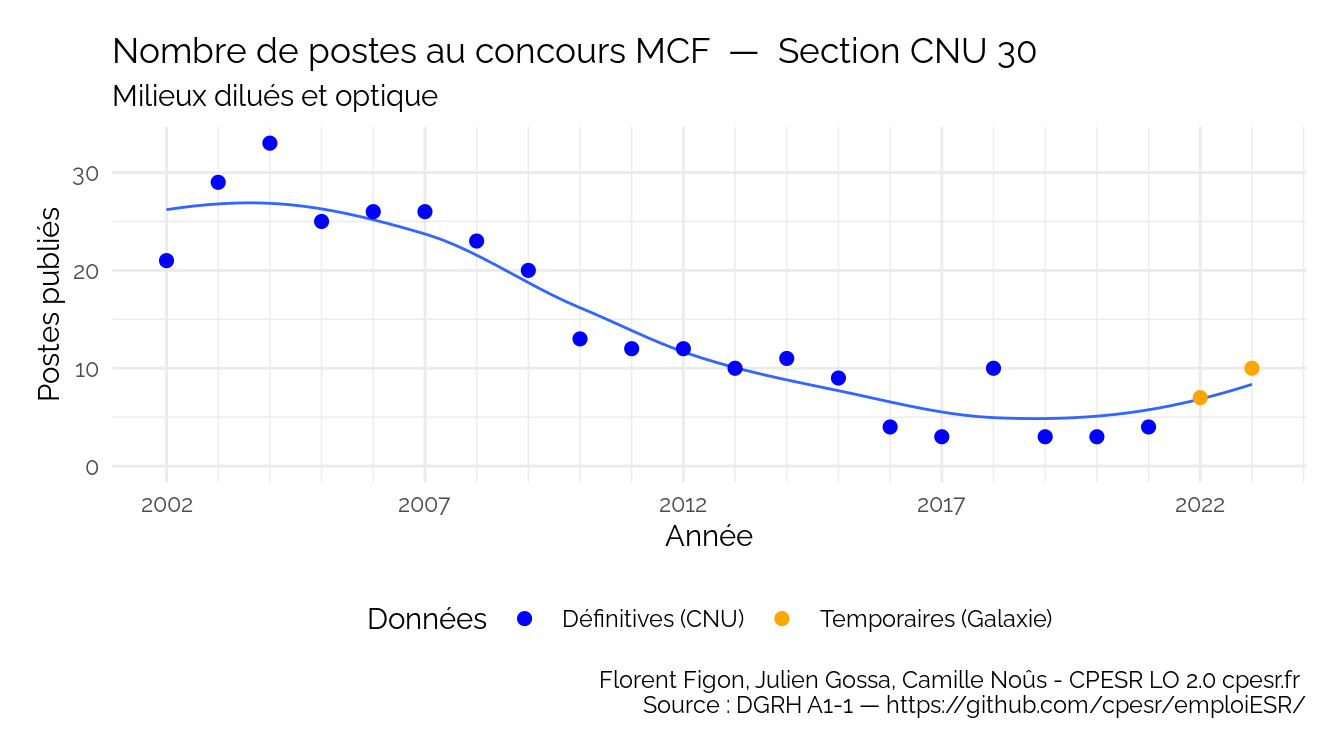 Nombre de postes au concours MCF — Section CNU 30
Milieux dilués et optique
Postes publiés
30
20
10
0
2002 2007 2012 2017 2022
Année
Données Définitives (CNU) Temporaires (Galaxie)
Florent Figon, Julien Gossa, Camille Noûs - CPESR LO 2.0 cpesr.fr
Source : DGRH A1-1 — https://github.com/cpesr/emploiESR/